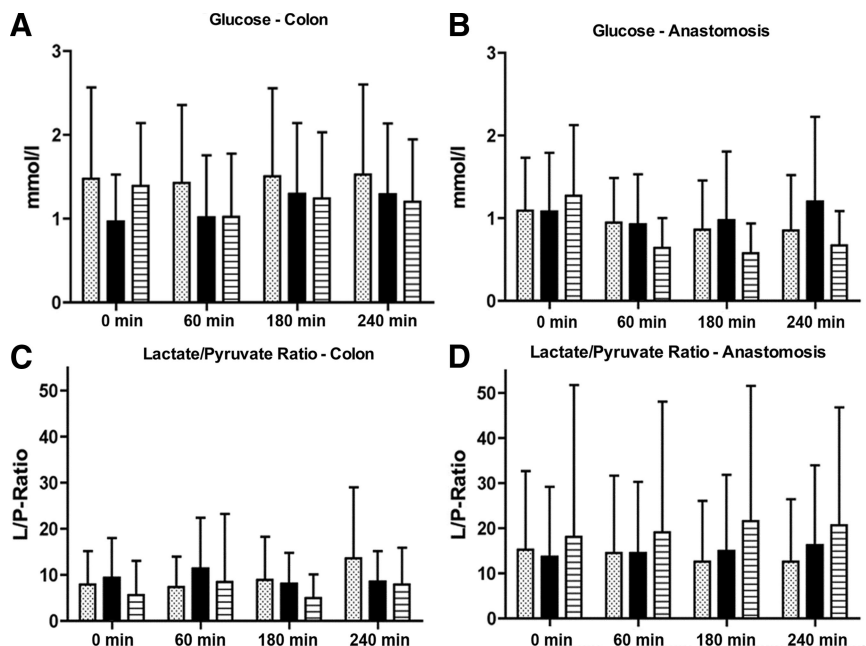 A
Glucose - Colon
mmol/l
3
2
1
0
0 min 60 min 180 min 240 min
B
Glucose - Anastomosis
mmol/l
3
2
1
0
0 min 60 min 180 min 240 min
C
Lactate/Pyruvate Ratio - Colon
L/P-Ratio
50
40
30
20
10
0
0 min 60 min 180 min 240 min
D
Lactate/Pyruvate Ratio - Anastomosis
L/P-Ratio
50
40
30
20
10
0
0 min 60 min 180 min 240 min